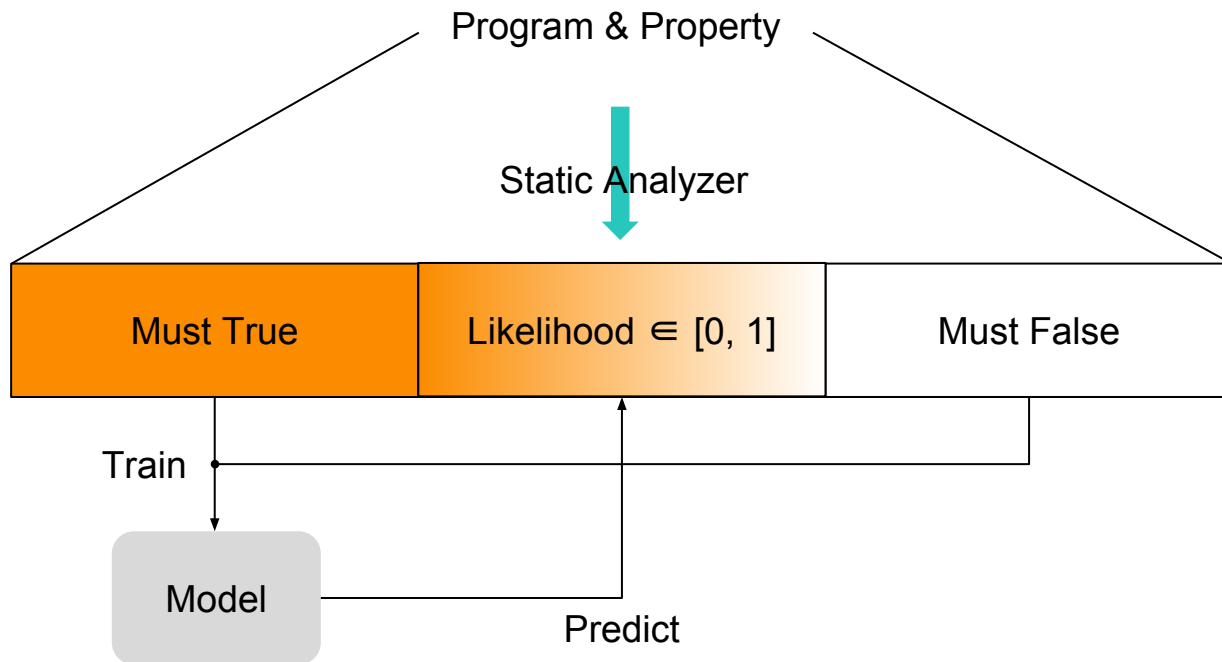 Program & Property
Static Analyzer
Must True
Likelihood ∈ [0, 1]
Must False
Train
Model
Predict